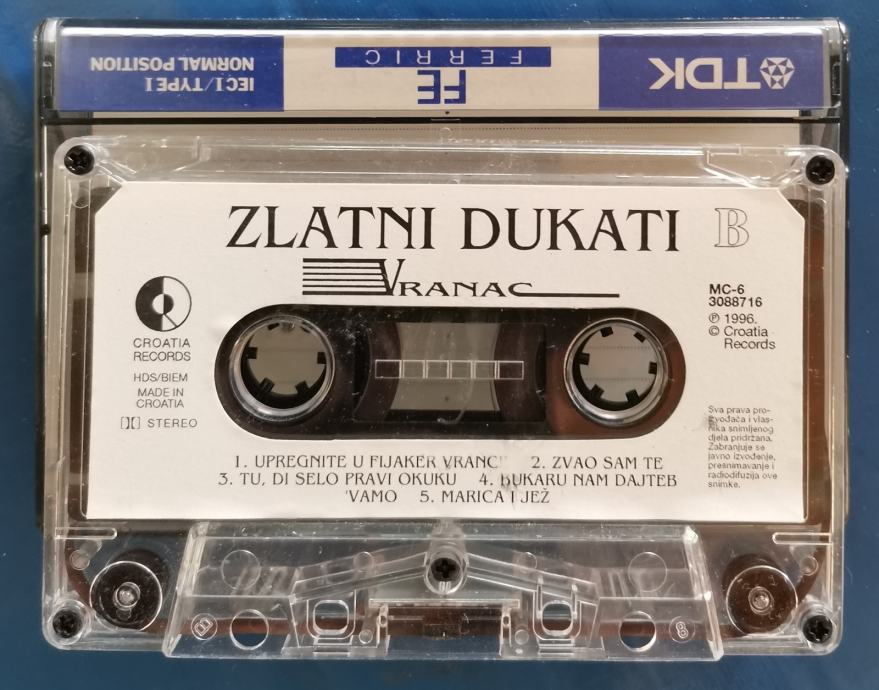 TDK
FE
FERRIC
IEC I / TYPE I
NORMAL POSITION
ZLATNI DUKATI B
VRANAC
CROATIA
RECORDS
HDS/BIEM
MADE IN
CROATIA
STEREO
MC-6
3088716
℗ 1996.
© Croatia
Records
Sva prava pro-
izvođača i vlas-
nika snimljenog
djela pridržana.
Zabranjuje se
javno izvođenje,
presnimavanje i
radiodifuzija ove
snimke.
1. UPREGNITE U FIJAKER 2. ZVAO SAM TE
3. TU, DI SELO PRAVI OKUKU 4. NAM DAJTEB
'VAMO 5. MARICA I JEŽ
B